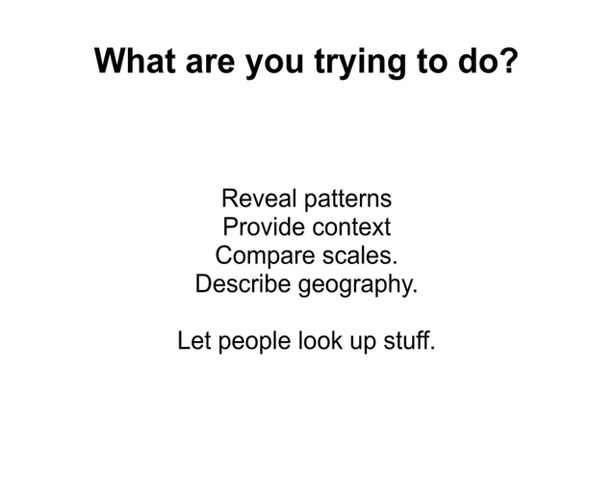 What are you trying to do?
Reveal patterns
Provide context
Compare scales.
Describe geography.
Let people look up stuff.